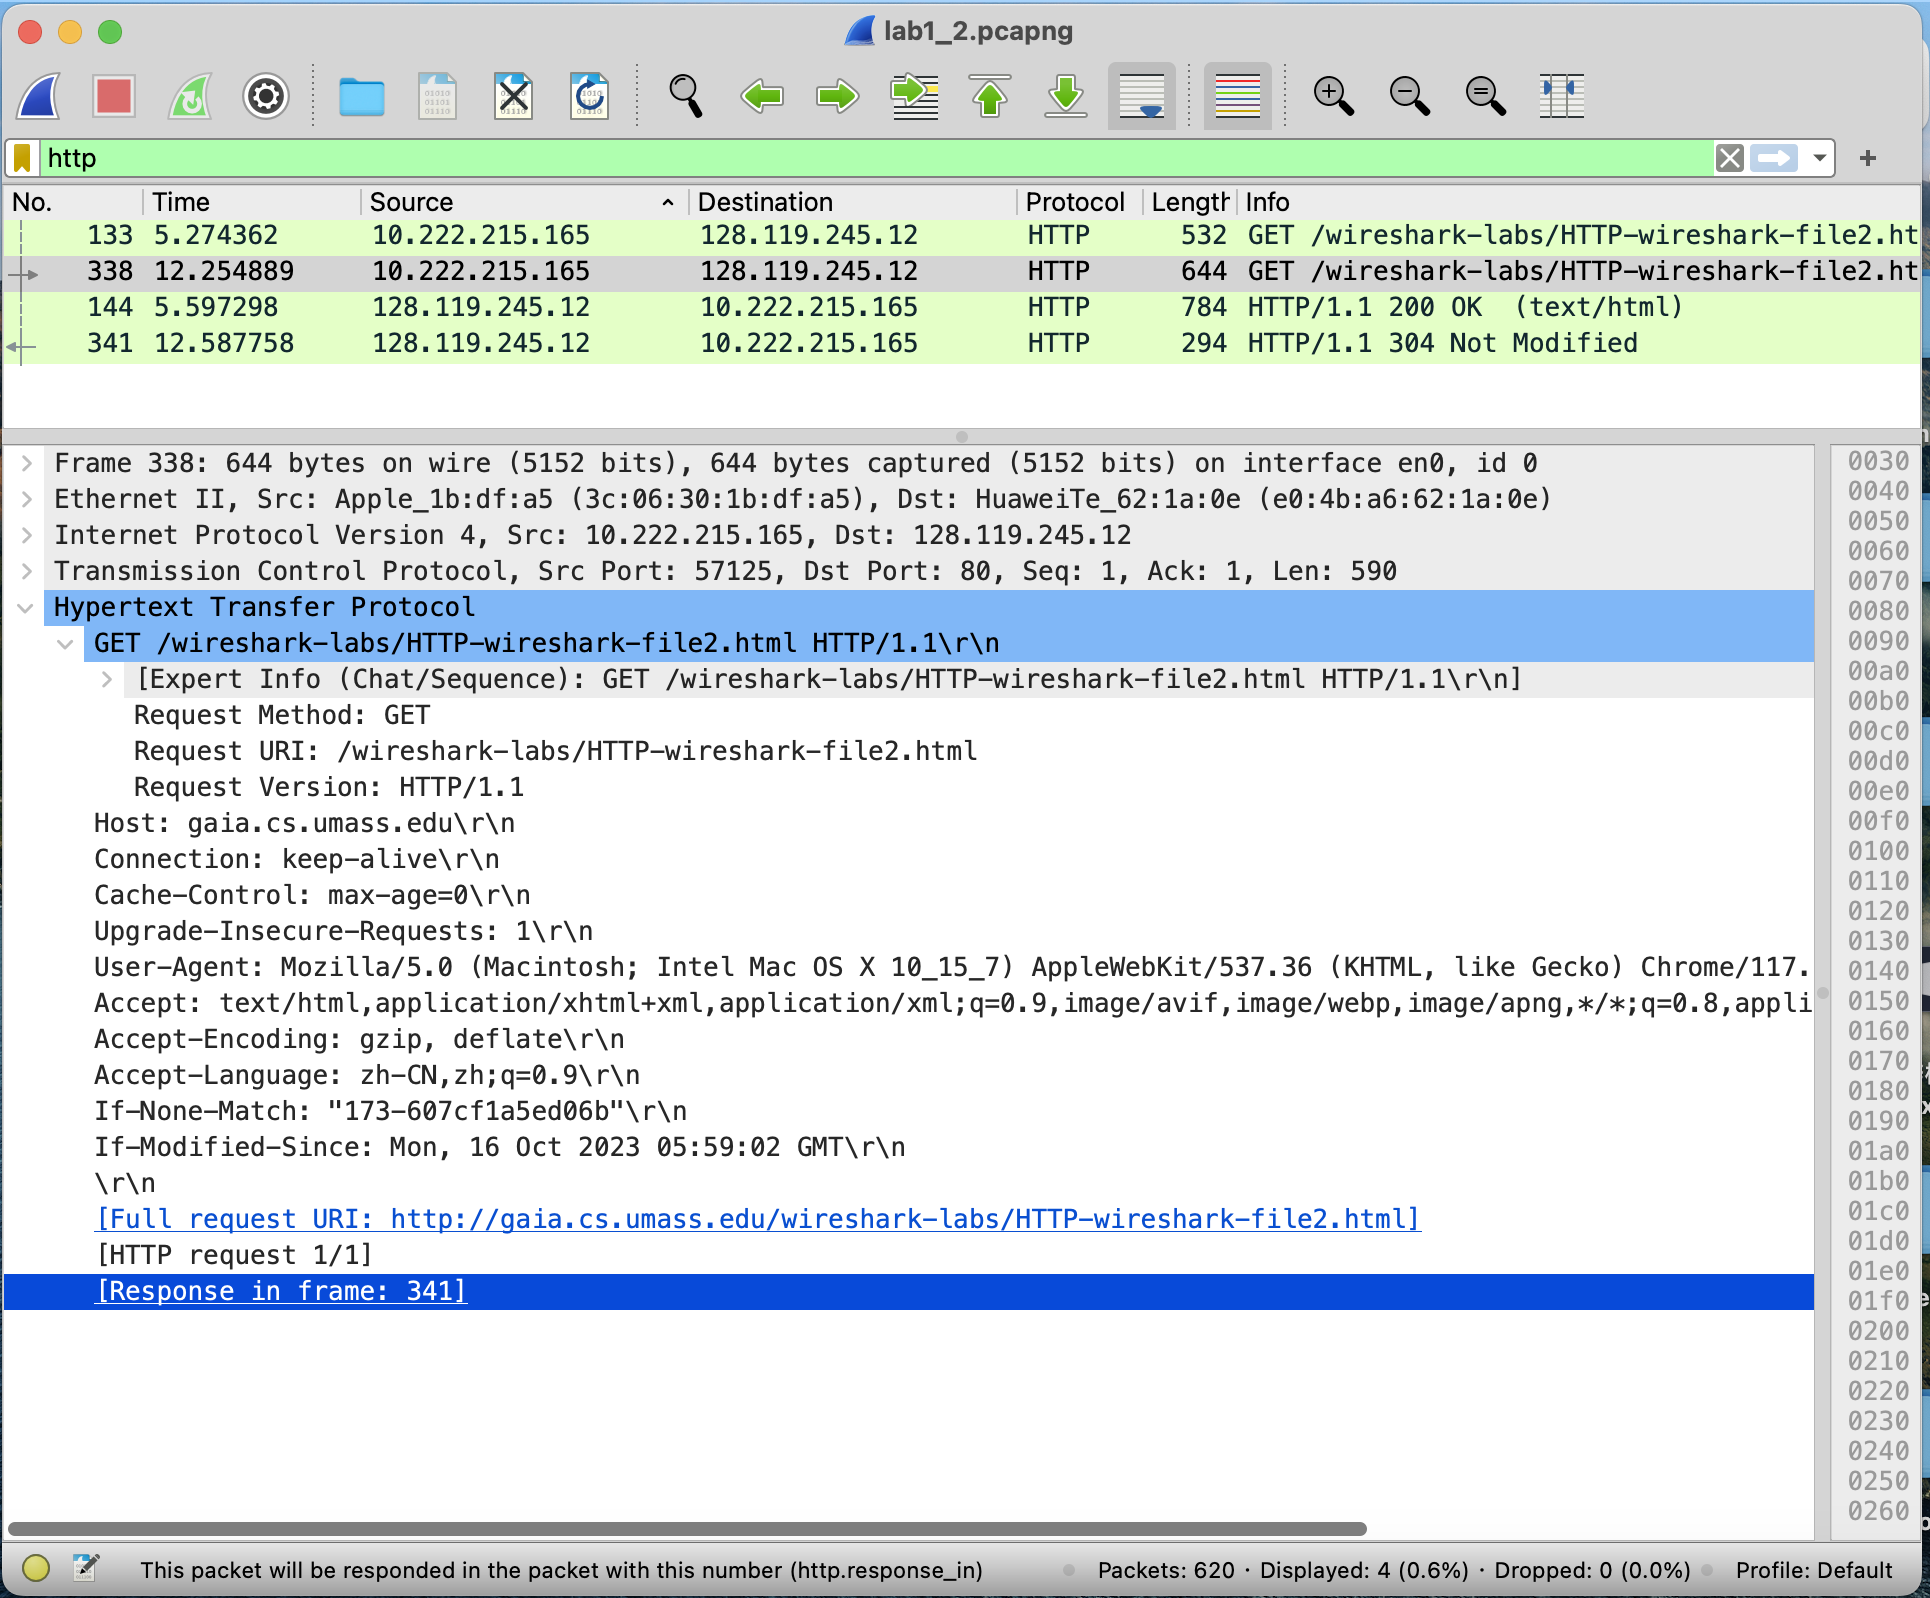 lab1_2.pcapng
http
No. Time Source Destination Protocol Length Info
133 5.274362 10.222.215.165 128.119.245.12 HTTP 532 GET /wireshark-labs/HTTP-wireshark-file2.ht
338 12.254889 10.222.215.165 128.119.245.12 HTTP 644 GET /wireshark-labs/HTTP-wireshark-file2.ht
144 5.597298 128.119.245.12 10.222.215.165 HTTP 784 HTTP/1.1 200 OK  (text/html)
341 12.587758 128.119.245.12 10.222.215.165 HTTP 294 HTTP/1.1 304 Not Modified
Frame 338: 644 bytes on wire (5152 bits), 644 bytes captured (5152 bits) on interface en0, id 0
Ethernet II, Src: Apple_1b:df:a5 (3c:06:30:1b:df:a5), Dst: HuaweiTe_62:1a:0e (e0:4b:a6:62:1a:0e)
Internet Protocol Version 4, Src: 10.222.215.165, Dst: 128.119.245.12
Transmission Control Protocol, Src Port: 57125, Dst Port: 80, Seq: 1, Ack: 1, Len: 590
Hypertext Transfer Protocol
GET /wireshark-labs/HTTP-wireshark-file2.html HTTP/1.1\r\n
[Expert Info (Chat/Sequence): GET /wireshark-labs/HTTP-wireshark-file2.html HTTP/1.1\r\n]
Request Method: GET
Request URI: /wireshark-labs/HTTP-wireshark-file2.html
Request Version: HTTP/1.1
Host: gaia.cs.umass.edu\r\n
Connection: keep-alive\r\n
Cache-Control: max-age=0\r\n
Upgrade-Insecure-Requests: 1\r\n
User-Agent: Mozilla/5.0 (Macintosh; Intel Mac OS X 10_15_7) AppleWebKit/537.36 (KHTML, like Gecko) Chrome/117.
Accept: text/html,application/xhtml+xml,application/xml;q=0.9,image/avif,image/webp,image/apng,*/*;q=0.8,appli
Accept-Encoding: gzip, deflate\r\n
Accept-Language: zh-CN,zh;q=0.9\r\n
If-None-Match: "173-607cf1a5ed06b"\r\n
If-Modified-Since: Mon, 16 Oct 2023 05:59:02 GMT\r\n
\r\n
[Full request URI: http://gaia.cs.umass.edu/wireshark-labs/HTTP-wireshark-file2.html]
[HTTP request 1/1]
[Response in frame: 341]
0030
0040
0050
0060
0070
0080
0090
00a0
00b0
00c0
00d0
00e0
00f0
0100
0110
0120
0130
0140
0150
0160
0170
0180
0190
01a0
01b0
01c0
01d0
01e0
01f0
0200
0210
0220
0230
0240
0250
0260
This packet will be responded in the packet with this number (http.response_in) Packets: 620 · Displayed: 4 (0.6%) · Dropped: 0 (0.0%) Profile: Default